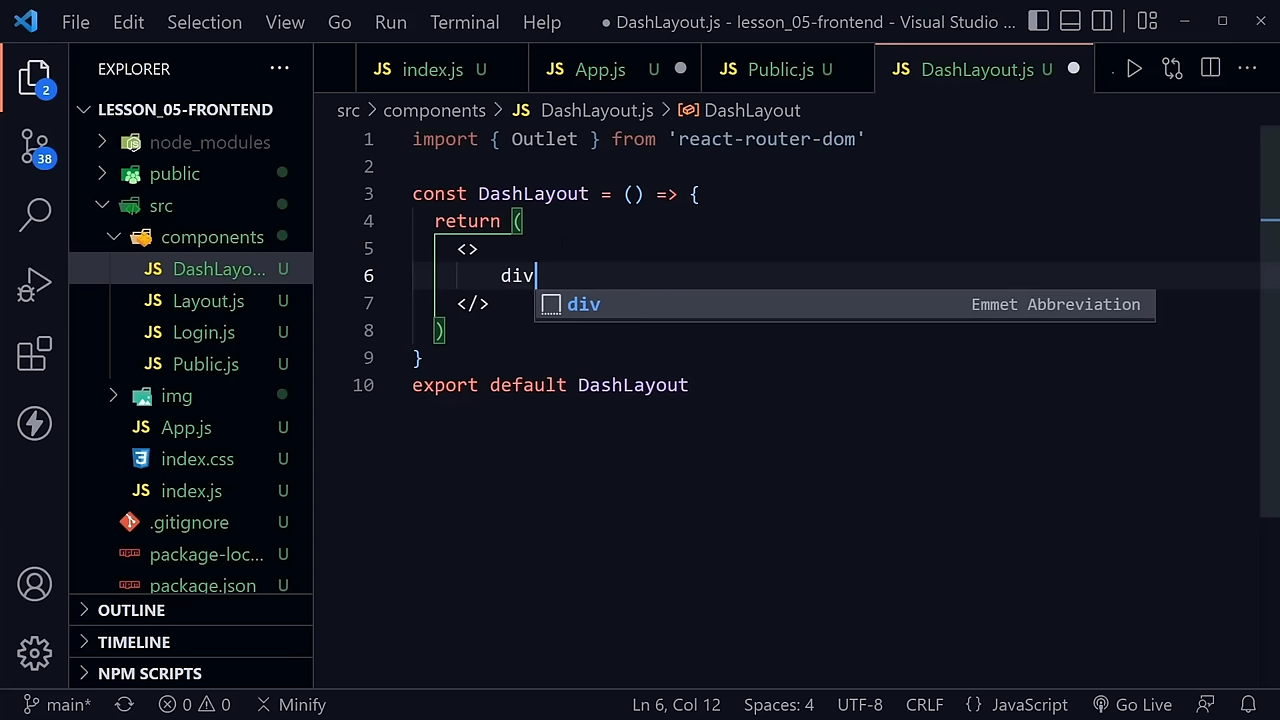 File Edit Selection View Go Run Terminal Help ● DashLayout.js - lesson_05-frontend - Visual Studio ...
EXPLORER ...
JS index.js U JS App.js U JS Public.js U JS DashLayout.js U
LESSON_05-FRONTEND
src > components > JS DashLayout.js > DashLayout
node_modules
public
src
components
JS DashLayo... U
JS Layout.js U
JS Login.js U
JS Public.js U
img
JS App.js U
index.css U
JS index.js U
.gitignore U
package-loc... U
package.json U
OUTLINE
TIMELINE
NPM SCRIPTS
2
38
1 import { Outlet } from 'react-router-dom'
2
3 const DashLayout = () => {
4 return (
5 <>
6 div
div Emmet Abbreviation
7 </>
8 )
9 }
10 export default DashLayout
main* 0 0 Minify Ln 6, Col 12 Spaces: 4 UTF-8 CRLF {} JavaScript Go Live